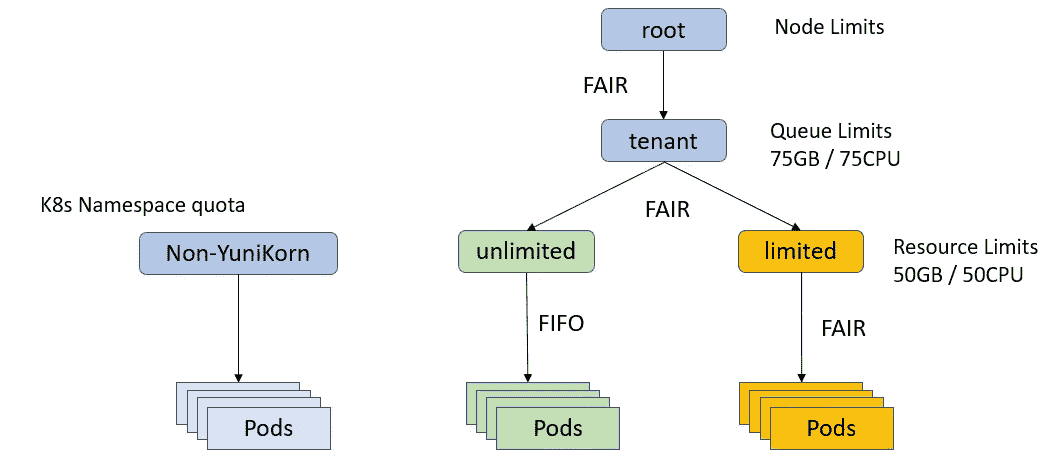 root
Node Limits
FAIR
tenant
Queue Limits
75GB / 75CPU
K8s Namespace quota
FAIR
Non-YuniKorn
unlimited
limited
Resource Limits
50GB / 50CPU
FIFO
FAIR
Pods
Pods
Pods